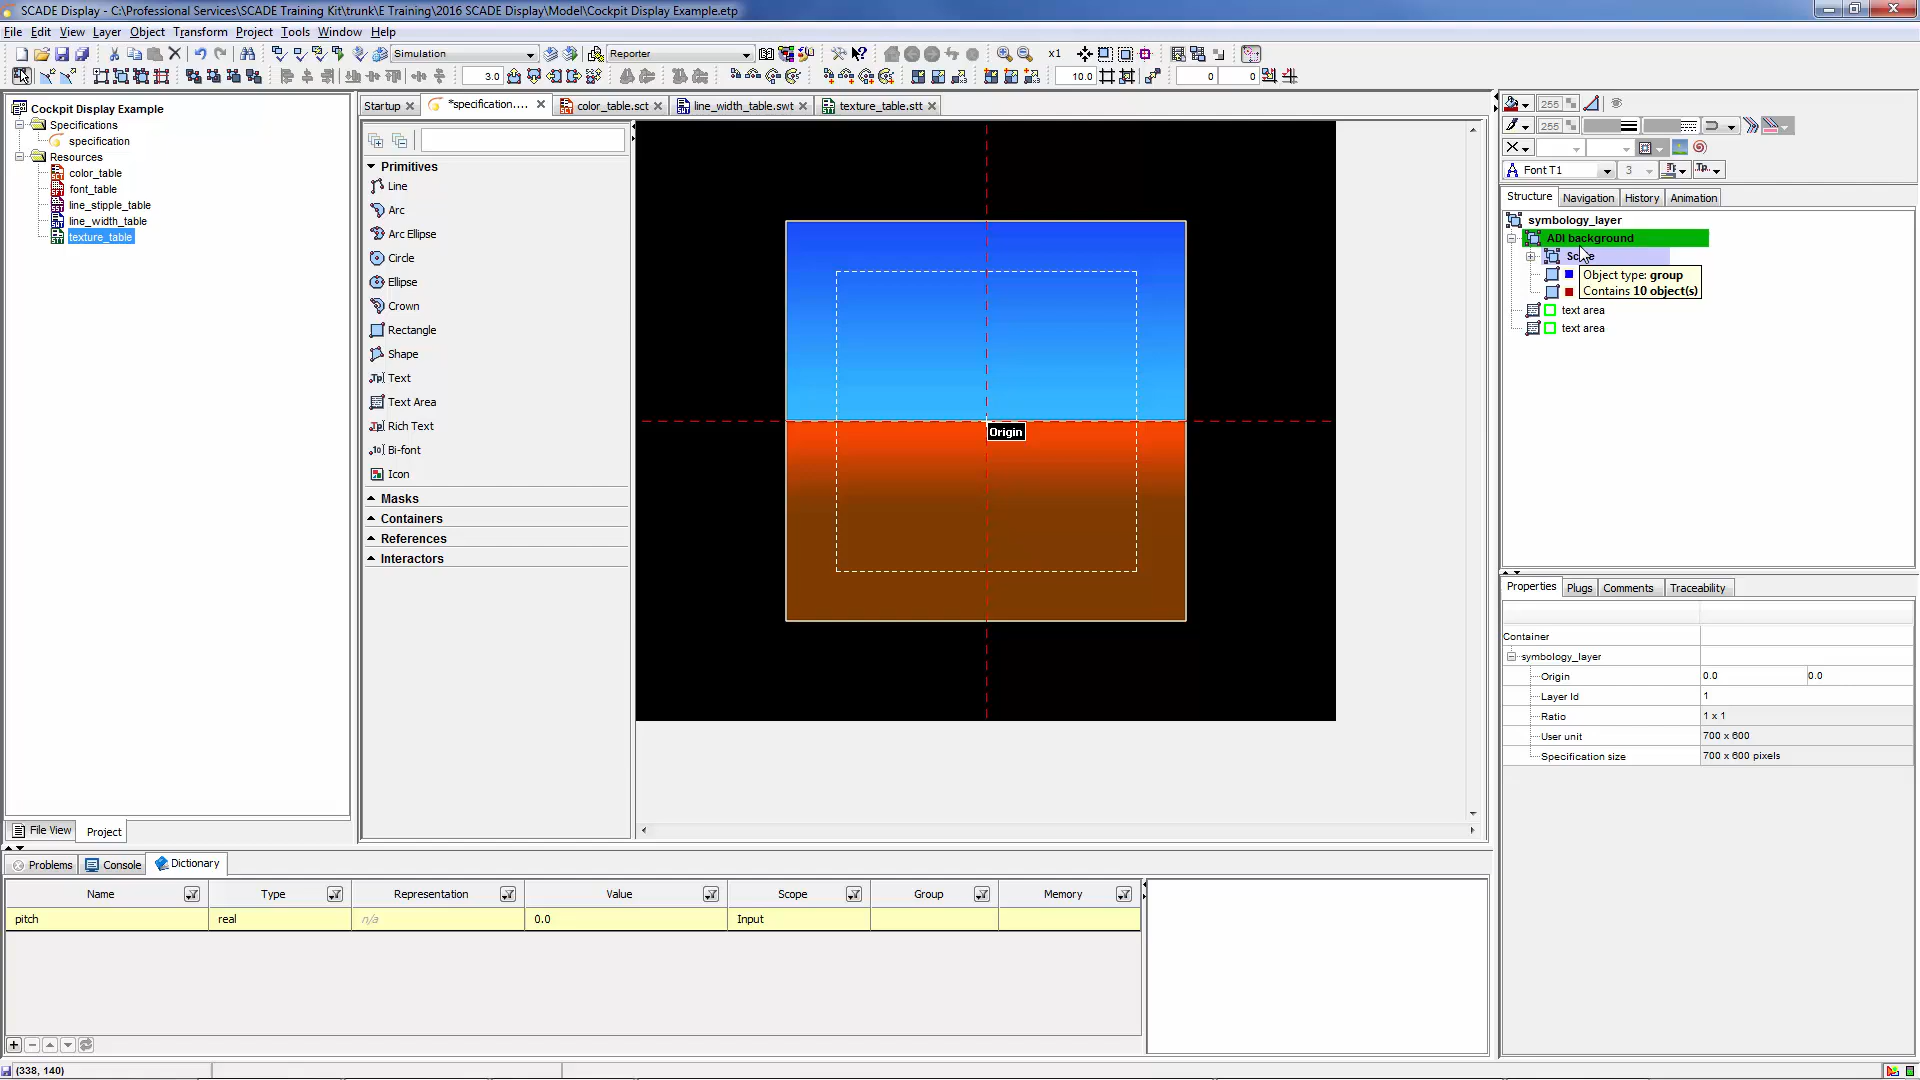 SCADE Display - C:\Professional Services\SCADE Training Kit\trunk\E Training\2016 SCADE Display\Model\Cockpit Display Example.etp
File Edit View Layer Object Transform Project Tools Window Help
Simulation Reporter x1
3.0 10.0 0 0
Cockpit Display Example
Specifications
specification
Resources
color_table
font_table
line_stipple_table
line_width_table
texture_table
File View Project
Startup *specification.... color_table.sct line_width_table.swt texture_table.stt
Primitives
Line
Arc
Arc Ellipse
Circle
Ellipse
Crown
Rectangle
Shape
Text
Text Area
Rich Text
Bi-font
Icon
Masks
Containers
References
Interactors
Origin
255
255
Font T1 3
Structure Navigation History Animation
symbology_layer
ADI background
Object type: group
Contains 10 object(s)
text area
text area
Properties Plugs Comments Traceability
Container
symbology_layer
Origin 0.0 0.0
Layer Id 1
Ratio 1 x 1
User unit 700 x 600
Specification size 700 x 600 pixels
Problems Console Dictionary
Name Type Representation Value Scope Group Memory
pitch real n/a 0.0 Input
(338, 140)